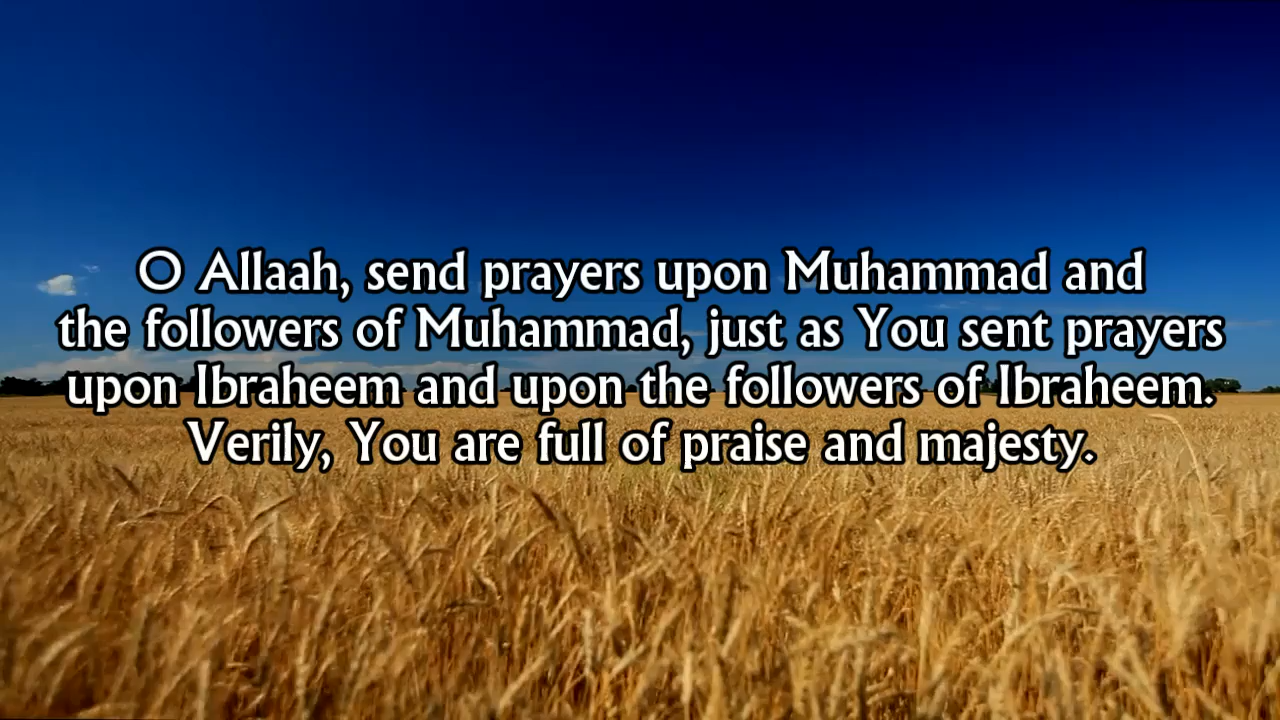 O Allaah, send prayers upon Muhammad and
the followers of Muhammad, just as You sent prayers
upon Ibraheem and upon the followers of Ibraheem.
Verily, You are full of praise and majesty.